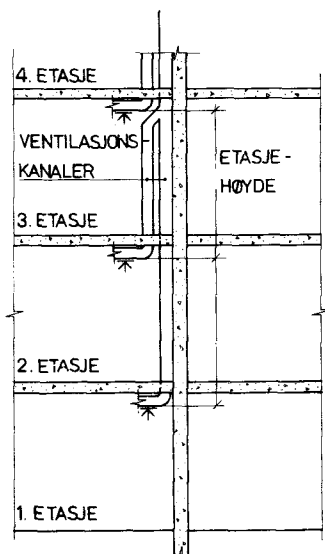 4. ETASJE
VENTILASJONS-
KANALER
ETASJE-
HØYDE
3. ETASJE
2. ETASJE
1. ETASJE